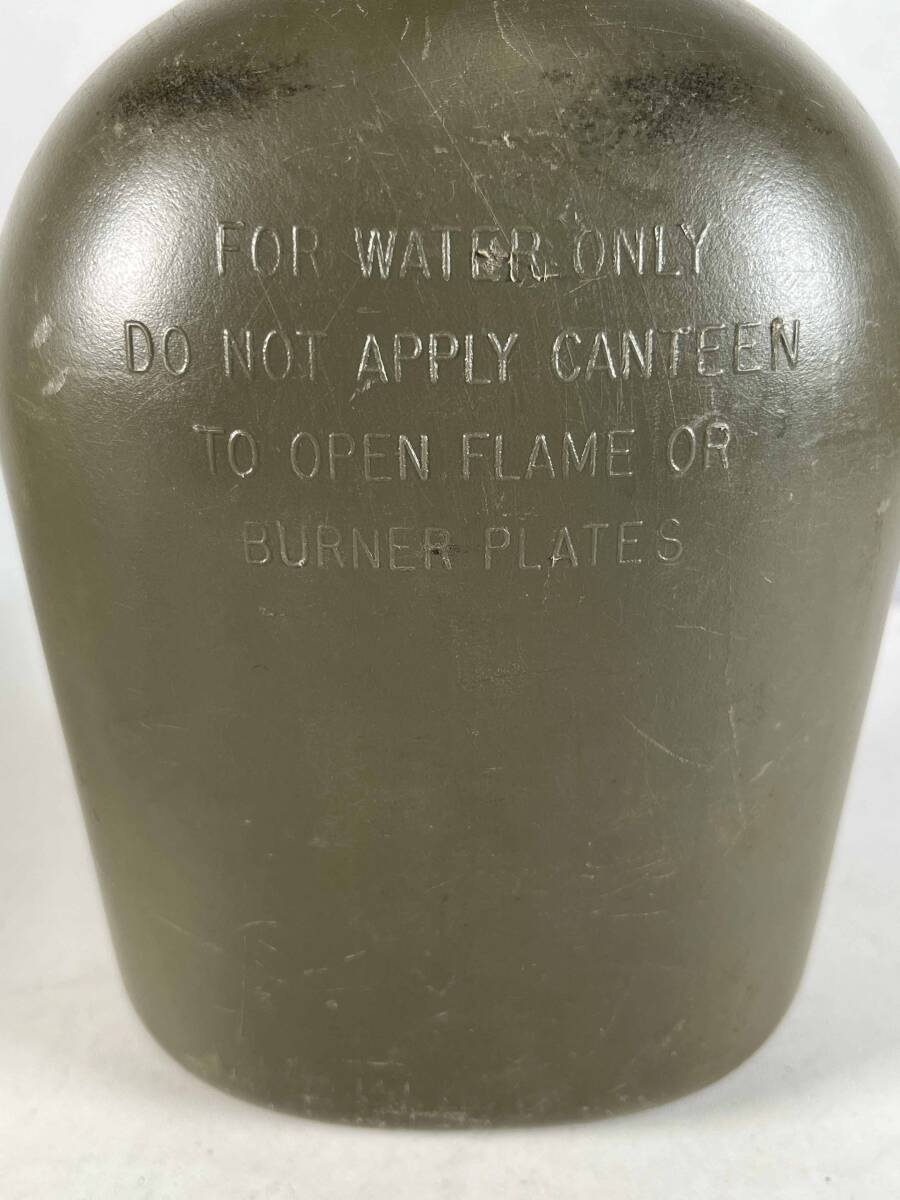 FOR WATER ONLY
DO NOT APPLY CANTEEN
TO OPEN FLAME OR
BURNER PLATES